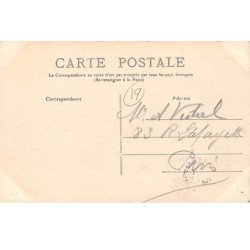 CARTE POSTALE
La Correspondance au recto n'est pas acceptée par tous les pays étrangers
(Se renseigner à la Poste)
Correspondance
Adresse
19
Mr A Vidal
83 R Lafayette
Paris